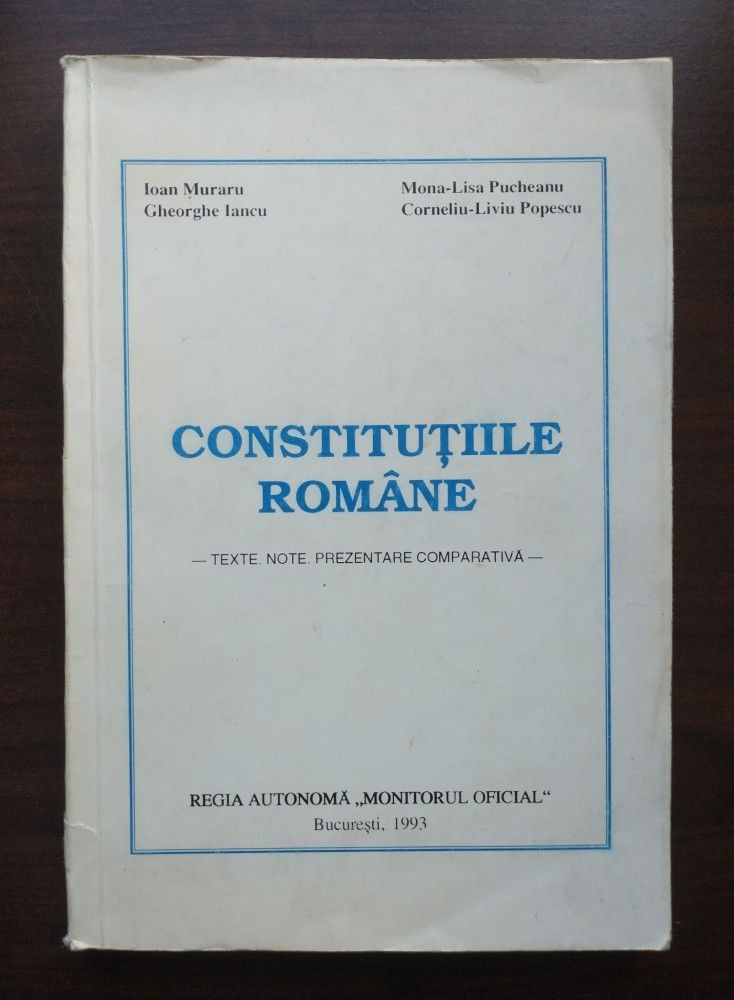 Ioan Muraru
Gheorghe Iancu
Mona-Lisa Pucheanu
Corneliu-Liviu Popescu
CONSTITUȚIILE
ROMÂNE
— TEXTE. NOTE. PREZENTARE COMPARATIVĂ —
REGIA AUTONOMĂ „MONITORUL OFICIAL“
București, 1993